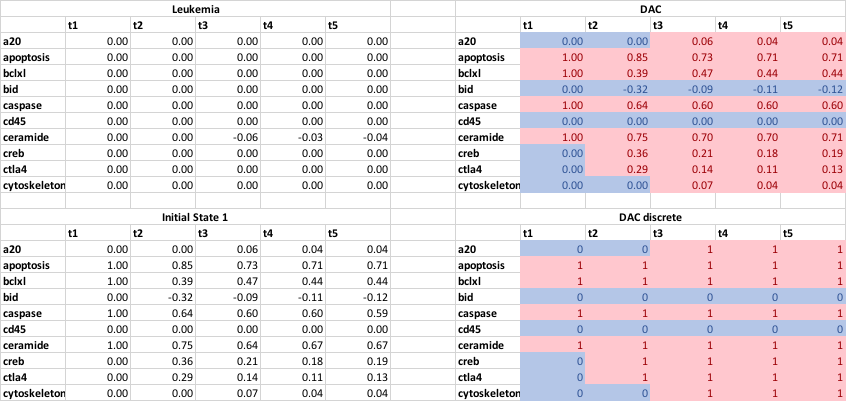 Leukemia DAC
t1 t2 t3 t4 t5 t1 t2 t3 t4 t5
a20 0.00 0.00 0.00 0.00 0.00 a20 0.00 0.00 0.06 0.04 0.04
apoptosis 0.00 0.00 0.00 0.00 0.00 apoptosis 1.00 0.85 0.73 0.71 0.71
bclxl 0.00 0.00 0.00 0.00 0.00 bclxl 1.00 0.39 0.47 0.44 0.44
bid 0.00 0.00 0.00 0.00 0.00 bid 0.00 -0.32 -0.09 -0.11 -0.12
caspase 0.00 0.00 0.00 0.00 0.00 caspase 1.00 0.64 0.60 0.60 0.60
cd45 0.00 0.00 0.00 0.00 0.00 cd45 0.00 0.00 0.00 0.00 0.00
ceramide 0.00 0.00 -0.06 -0.03 -0.04 ceramide 1.00 0.75 0.70 0.70 0.71
creb 0.00 0.00 0.00 0.00 0.00 creb 0.00 0.36 0.21 0.18 0.19
ctla4 0.00 0.00 0.00 0.00 0.00 ctla4 0.00 0.29 0.14 0.11 0.13
cytoskeleton 0.00 0.00 0.00 0.00 0.00 cytoskeleton 0.00 0.00 0.07 0.04 0.04
Initial State 1 DAC discrete
t1 t2 t3 t4 t5 t1 t2 t3 t4 t5
a20 0.00 0.00 0.06 0.04 0.04 a20 0 0 1 1 1
apoptosis 1.00 0.85 0.73 0.71 0.71 apoptosis 1 1 1 1 1
bclxl 1.00 0.39 0.47 0.44 0.44 bclxl 1 1 1 1 1
bid 0.00 -0.32 -0.09 -0.11 -0.12 bid 0 0 0 0 0
caspase 1.00 0.64 0.60 0.60 0.59 caspase 1 1 1 1 1
cd45 0.00 0.00 0.00 0.00 0.00 cd45 0 0 0 0 0
ceramide 1.00 0.75 0.64 0.67 0.67 ceramide 1 1 1 1 1
creb 0.00 0.36 0.21 0.18 0.19 creb 0 1 1 1 1
ctla4 0.00 0.29 0.14 0.11 0.13 ctla4 0 1 1 1 1
cytoskeleton 0.00 0.00 0.07 0.04 0.04 cytoskeleton 0 0 1 1 1